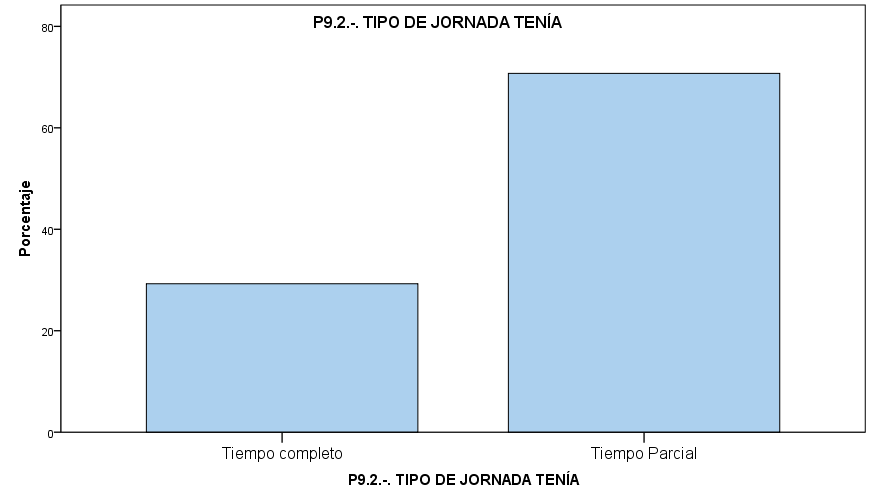 P9.2.-. TIPO DE JORNADA TENÍA
80
60
40
20
0
Porcentaje
Tiempo completo
Tiempo Parcial
P9.2.-. TIPO DE JORNADA TENÍA